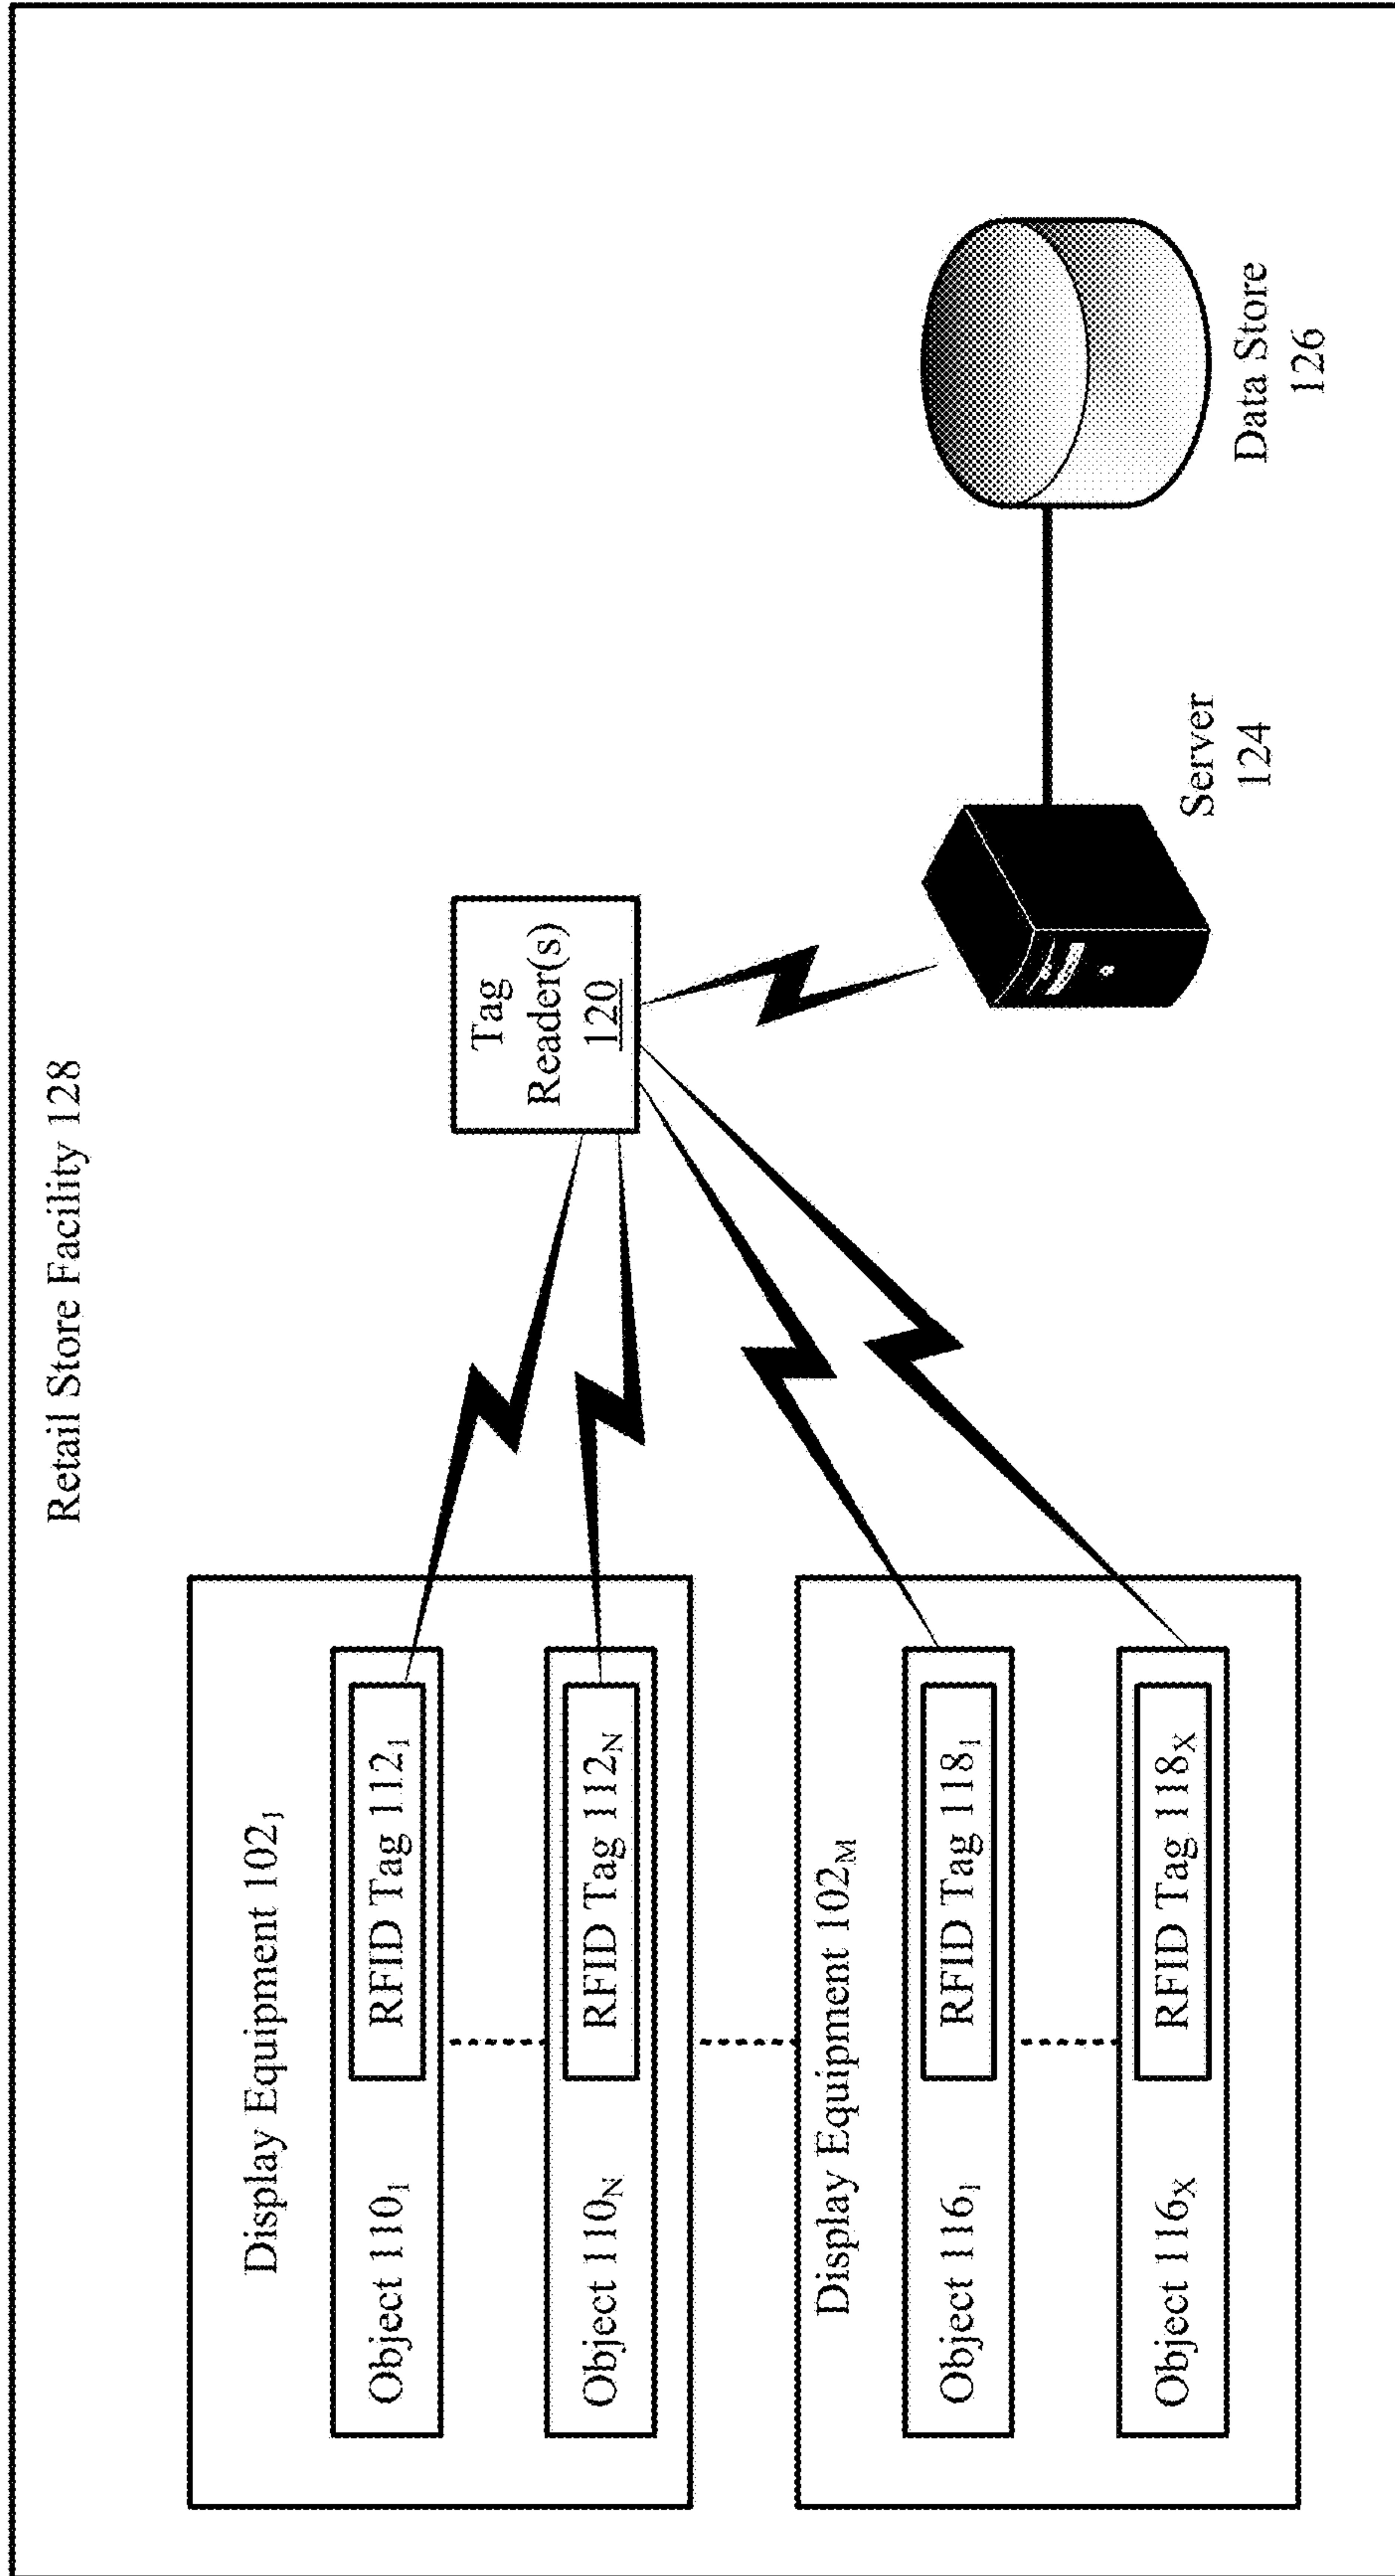 Retail Store Facility 128
Display Equipment 102₁
Object 110₁
RFID Tag 112₁
Object 110N
RFID Tag 112N
Display Equipment 102M
Object 116₁
RFID Tag 118₁
Object 116X
RFID Tag 118X
Tag
Reader(s)
120
Server
124
Data Store
126